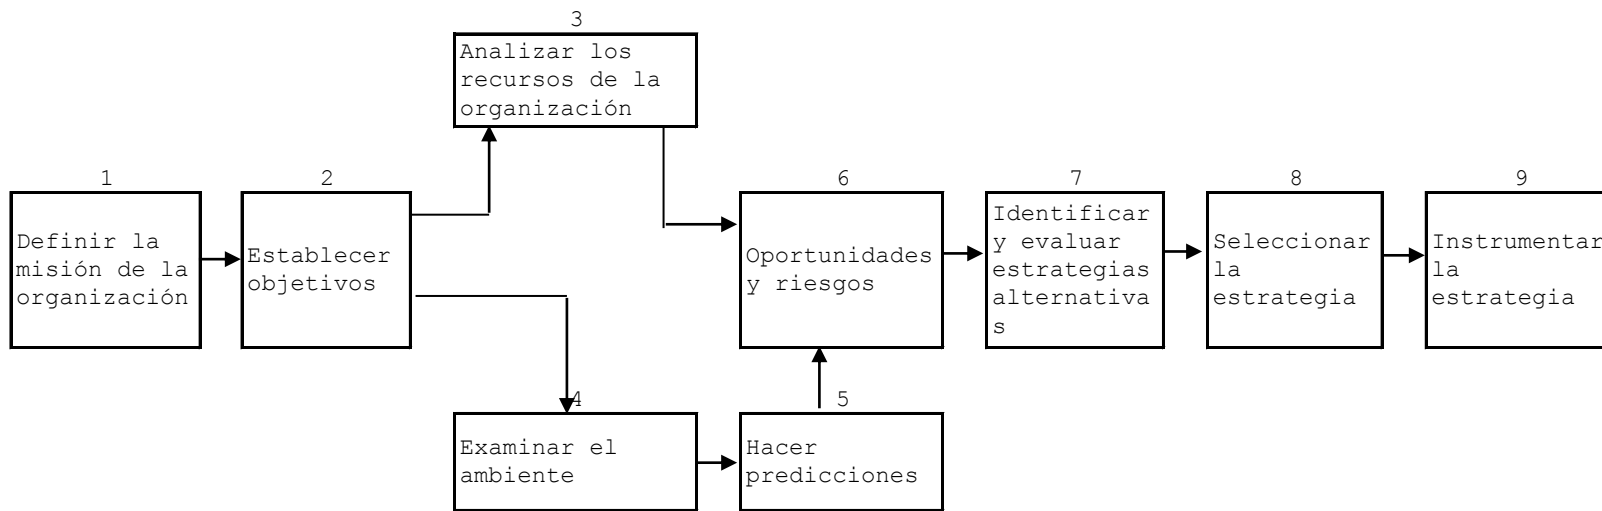 3
Analizar los
recursos de la
organización
1
Definir la
misión de la
organización
2
Establecer
objetivos
6
Oportunidades
y riesgos
7
Identificar
y evaluar
estrategias
alternativa
s
8
Seleccionar
la
estrategia
9
Instrumentar
la
estrategia
4
Examinar el
ambiente
5
Hacer
predicciones